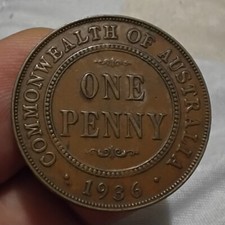 COMMONWEALTH OF AUSTRALIA
ONE
PENNY
· 1936 ·